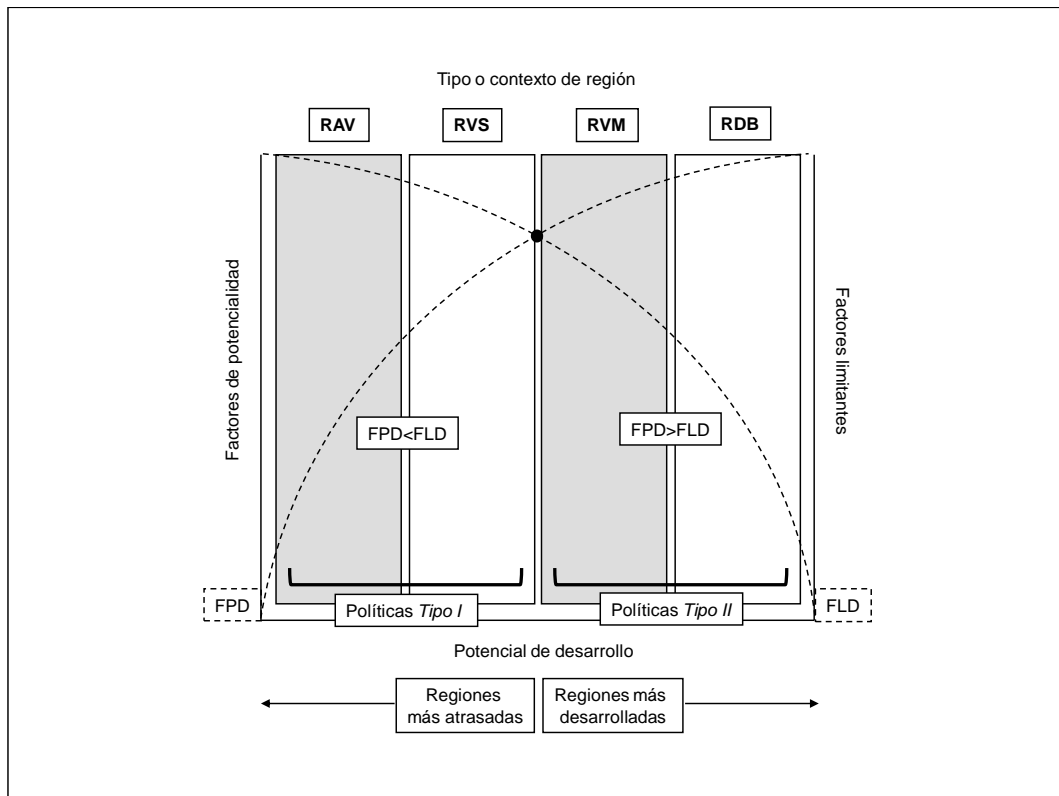 Tipo o contexto de región
RAV
RVS
RVM
RDB
Factores de potencialidad
Factores limitantes
FPD<FLD
FPD>FLD
FPD
Políticas Tipo I
Políticas Tipo II
FLD
Potencial de desarrollo
Regiones
más atrasadas
Regiones más
desarrolladas